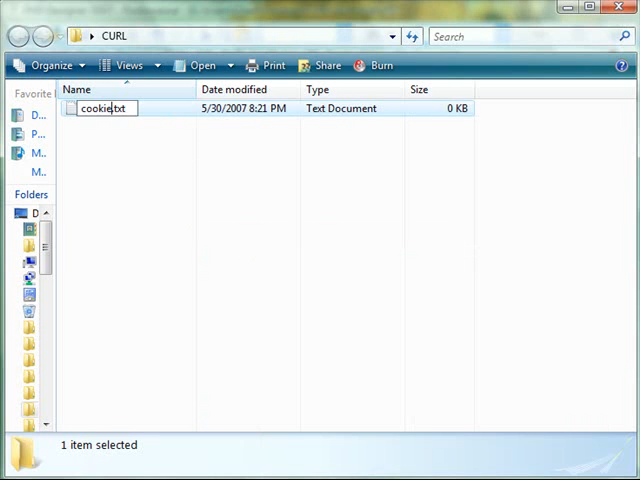 CURL
Search
Organize Views Open Print Share Burn
Favorite
Name Date modified Type Size
cookie.txt 5/30/2007 8:21 PM Text Document 0 KB
D...
P...
M...
M...
Folders
D
1 item selected